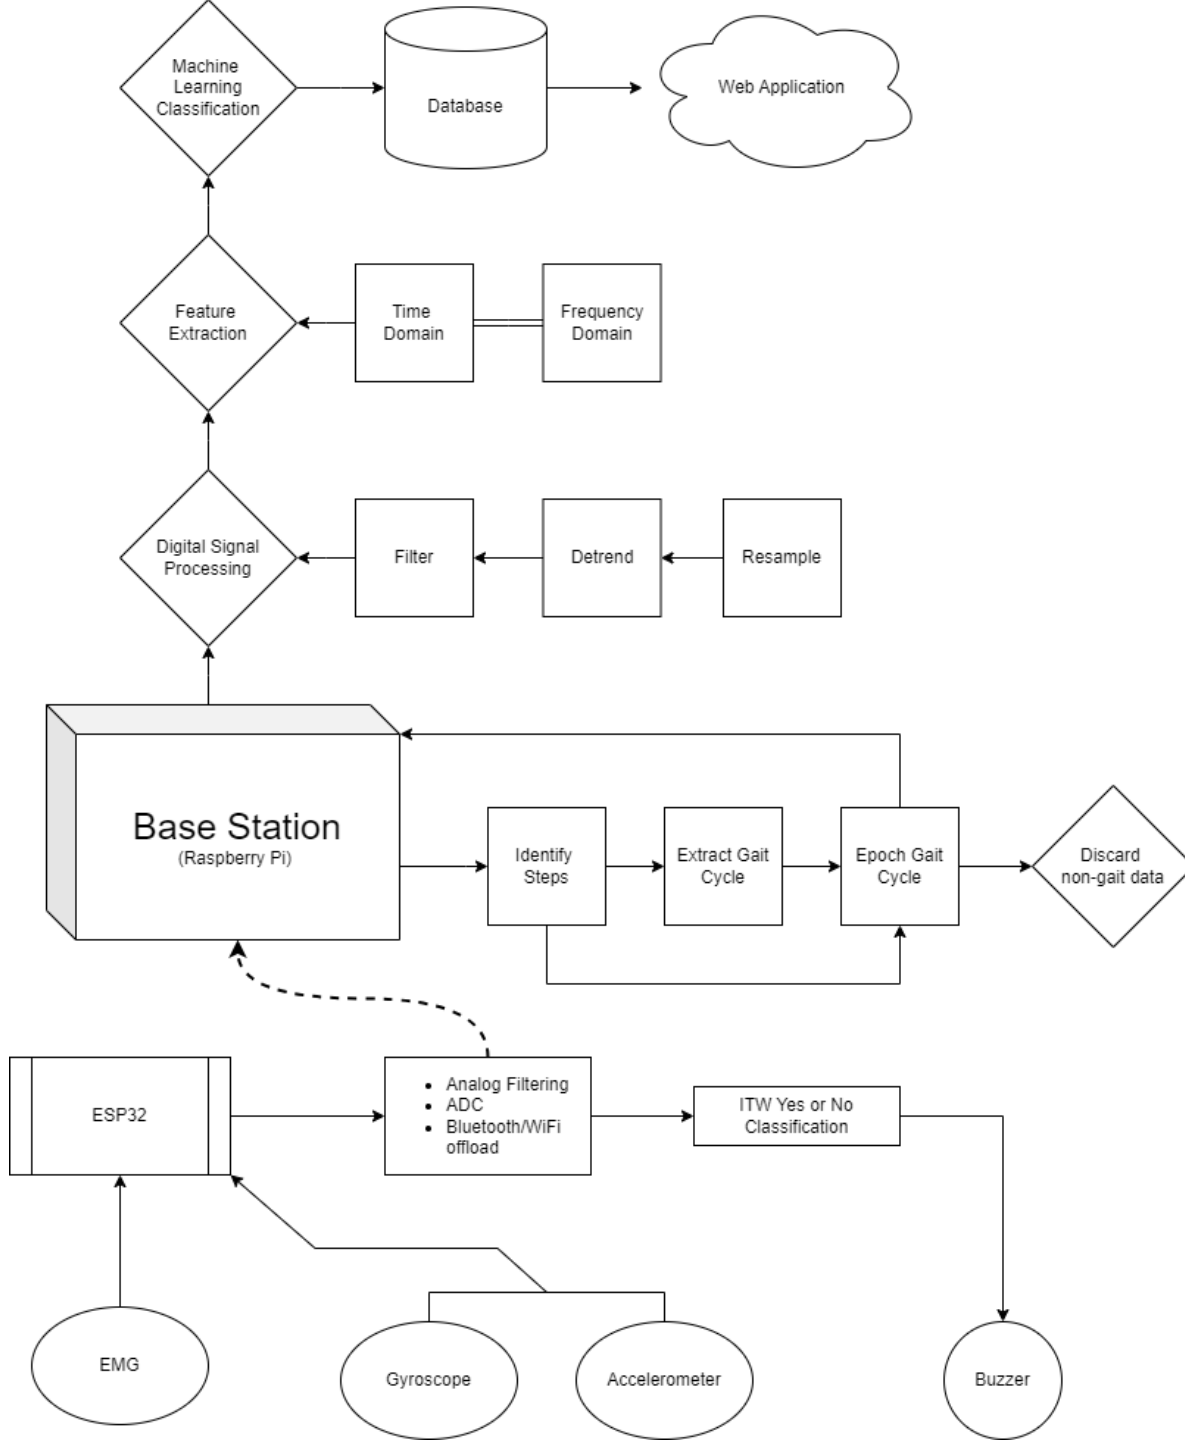 Machine
Learning
Classification
Database
Web Application
Feature
Extraction
Time
Domain
Frequency
Domain
Digital Signal
Processing
Filter
Detrend
Resample
Base Station
(Raspberry Pi)
Identify
Steps
Extract Gait
Cycle
Epoch Gait
Cycle
Discard
non-gait data
ESP32
• Analog Filtering
• ADC
• Bluetooth/WiFi
offload
ITW Yes or No
Classification
EMG
Gyroscope
Accelerometer
Buzzer